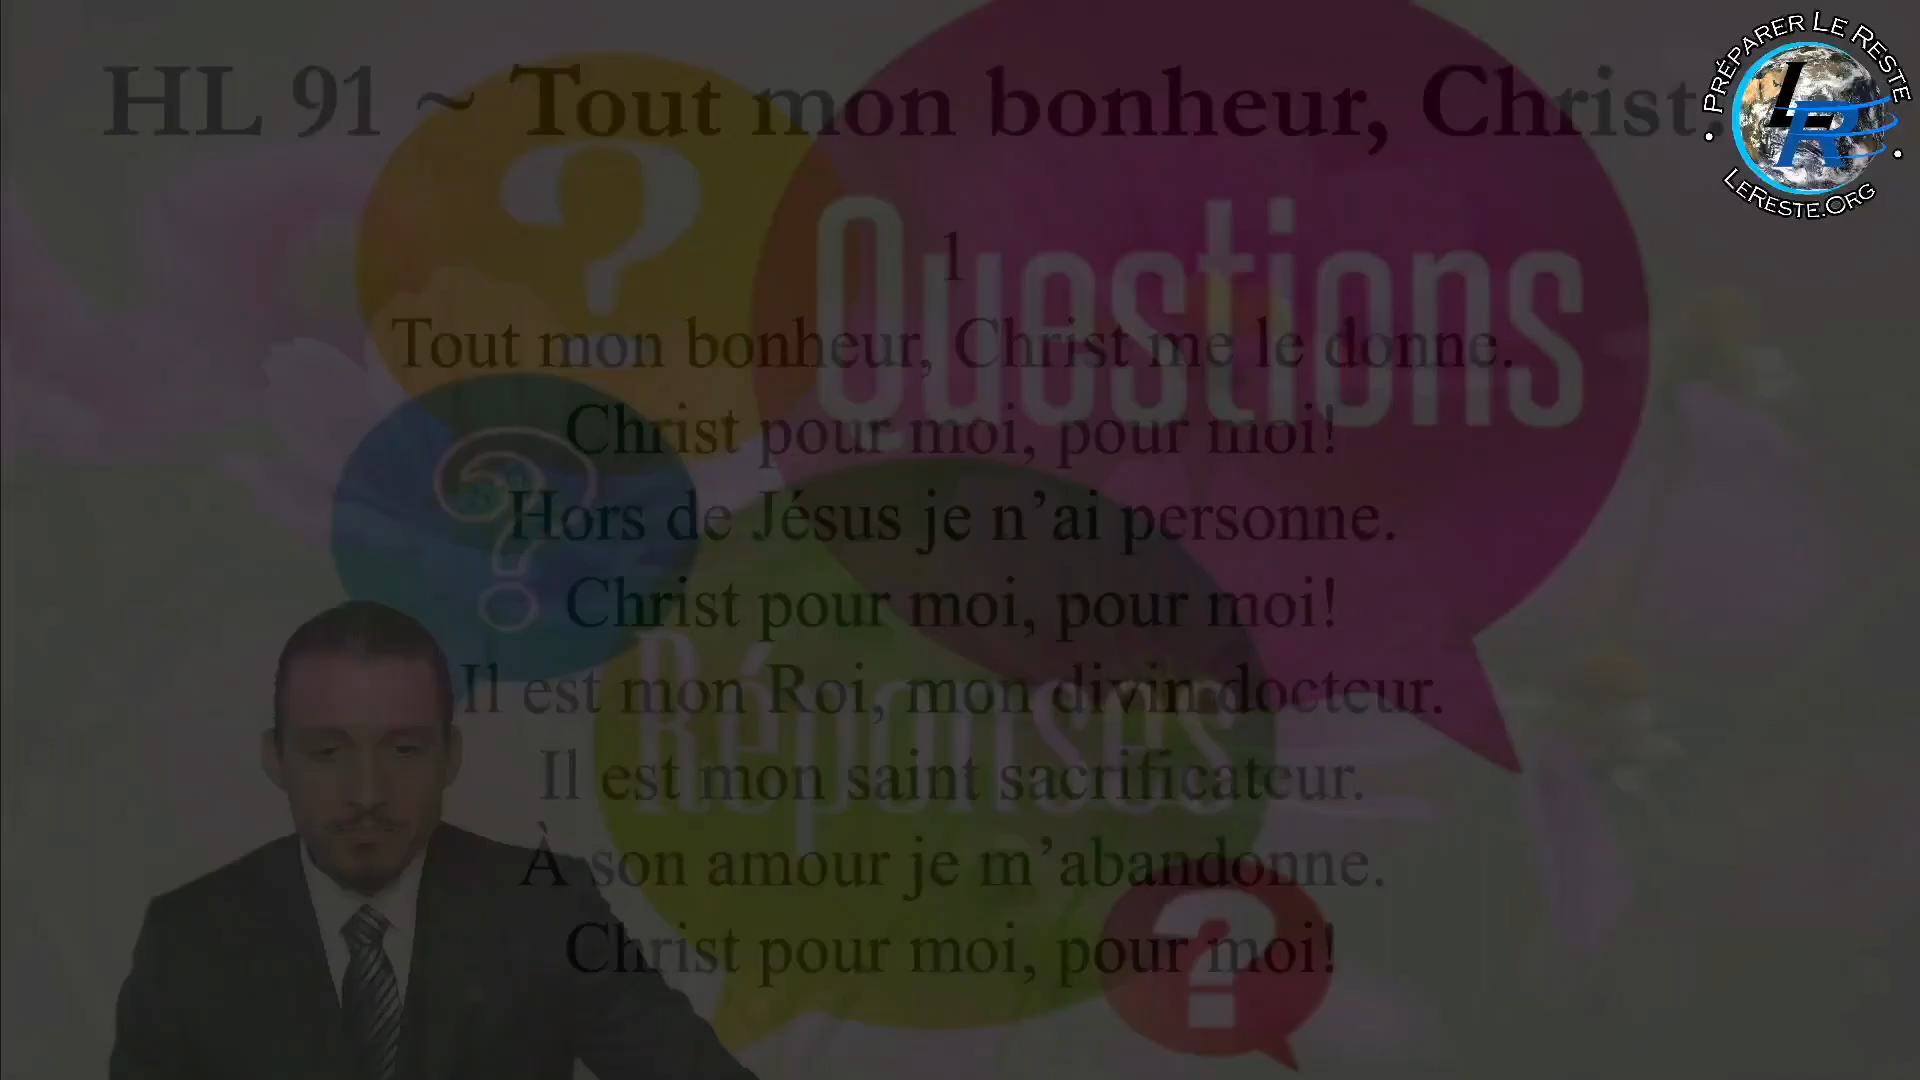 HL 91 ~ Tout mon bonheur, Christ.
PRÉPARER LE RESTE
LERESTE.ORG
LR
?
Questions
1
Tout mon bonheur, Christ me le donne.
Christ pour moi, pour moi!
?
Hors de Jésus je n’ai personne.
Christ pour moi, pour moi!
Réponses
Il est mon Roi, mon divin docteur.
Il est mon saint sacrificateur.
À son amour je m’abandonne.
?
Christ pour moi, pour moi!